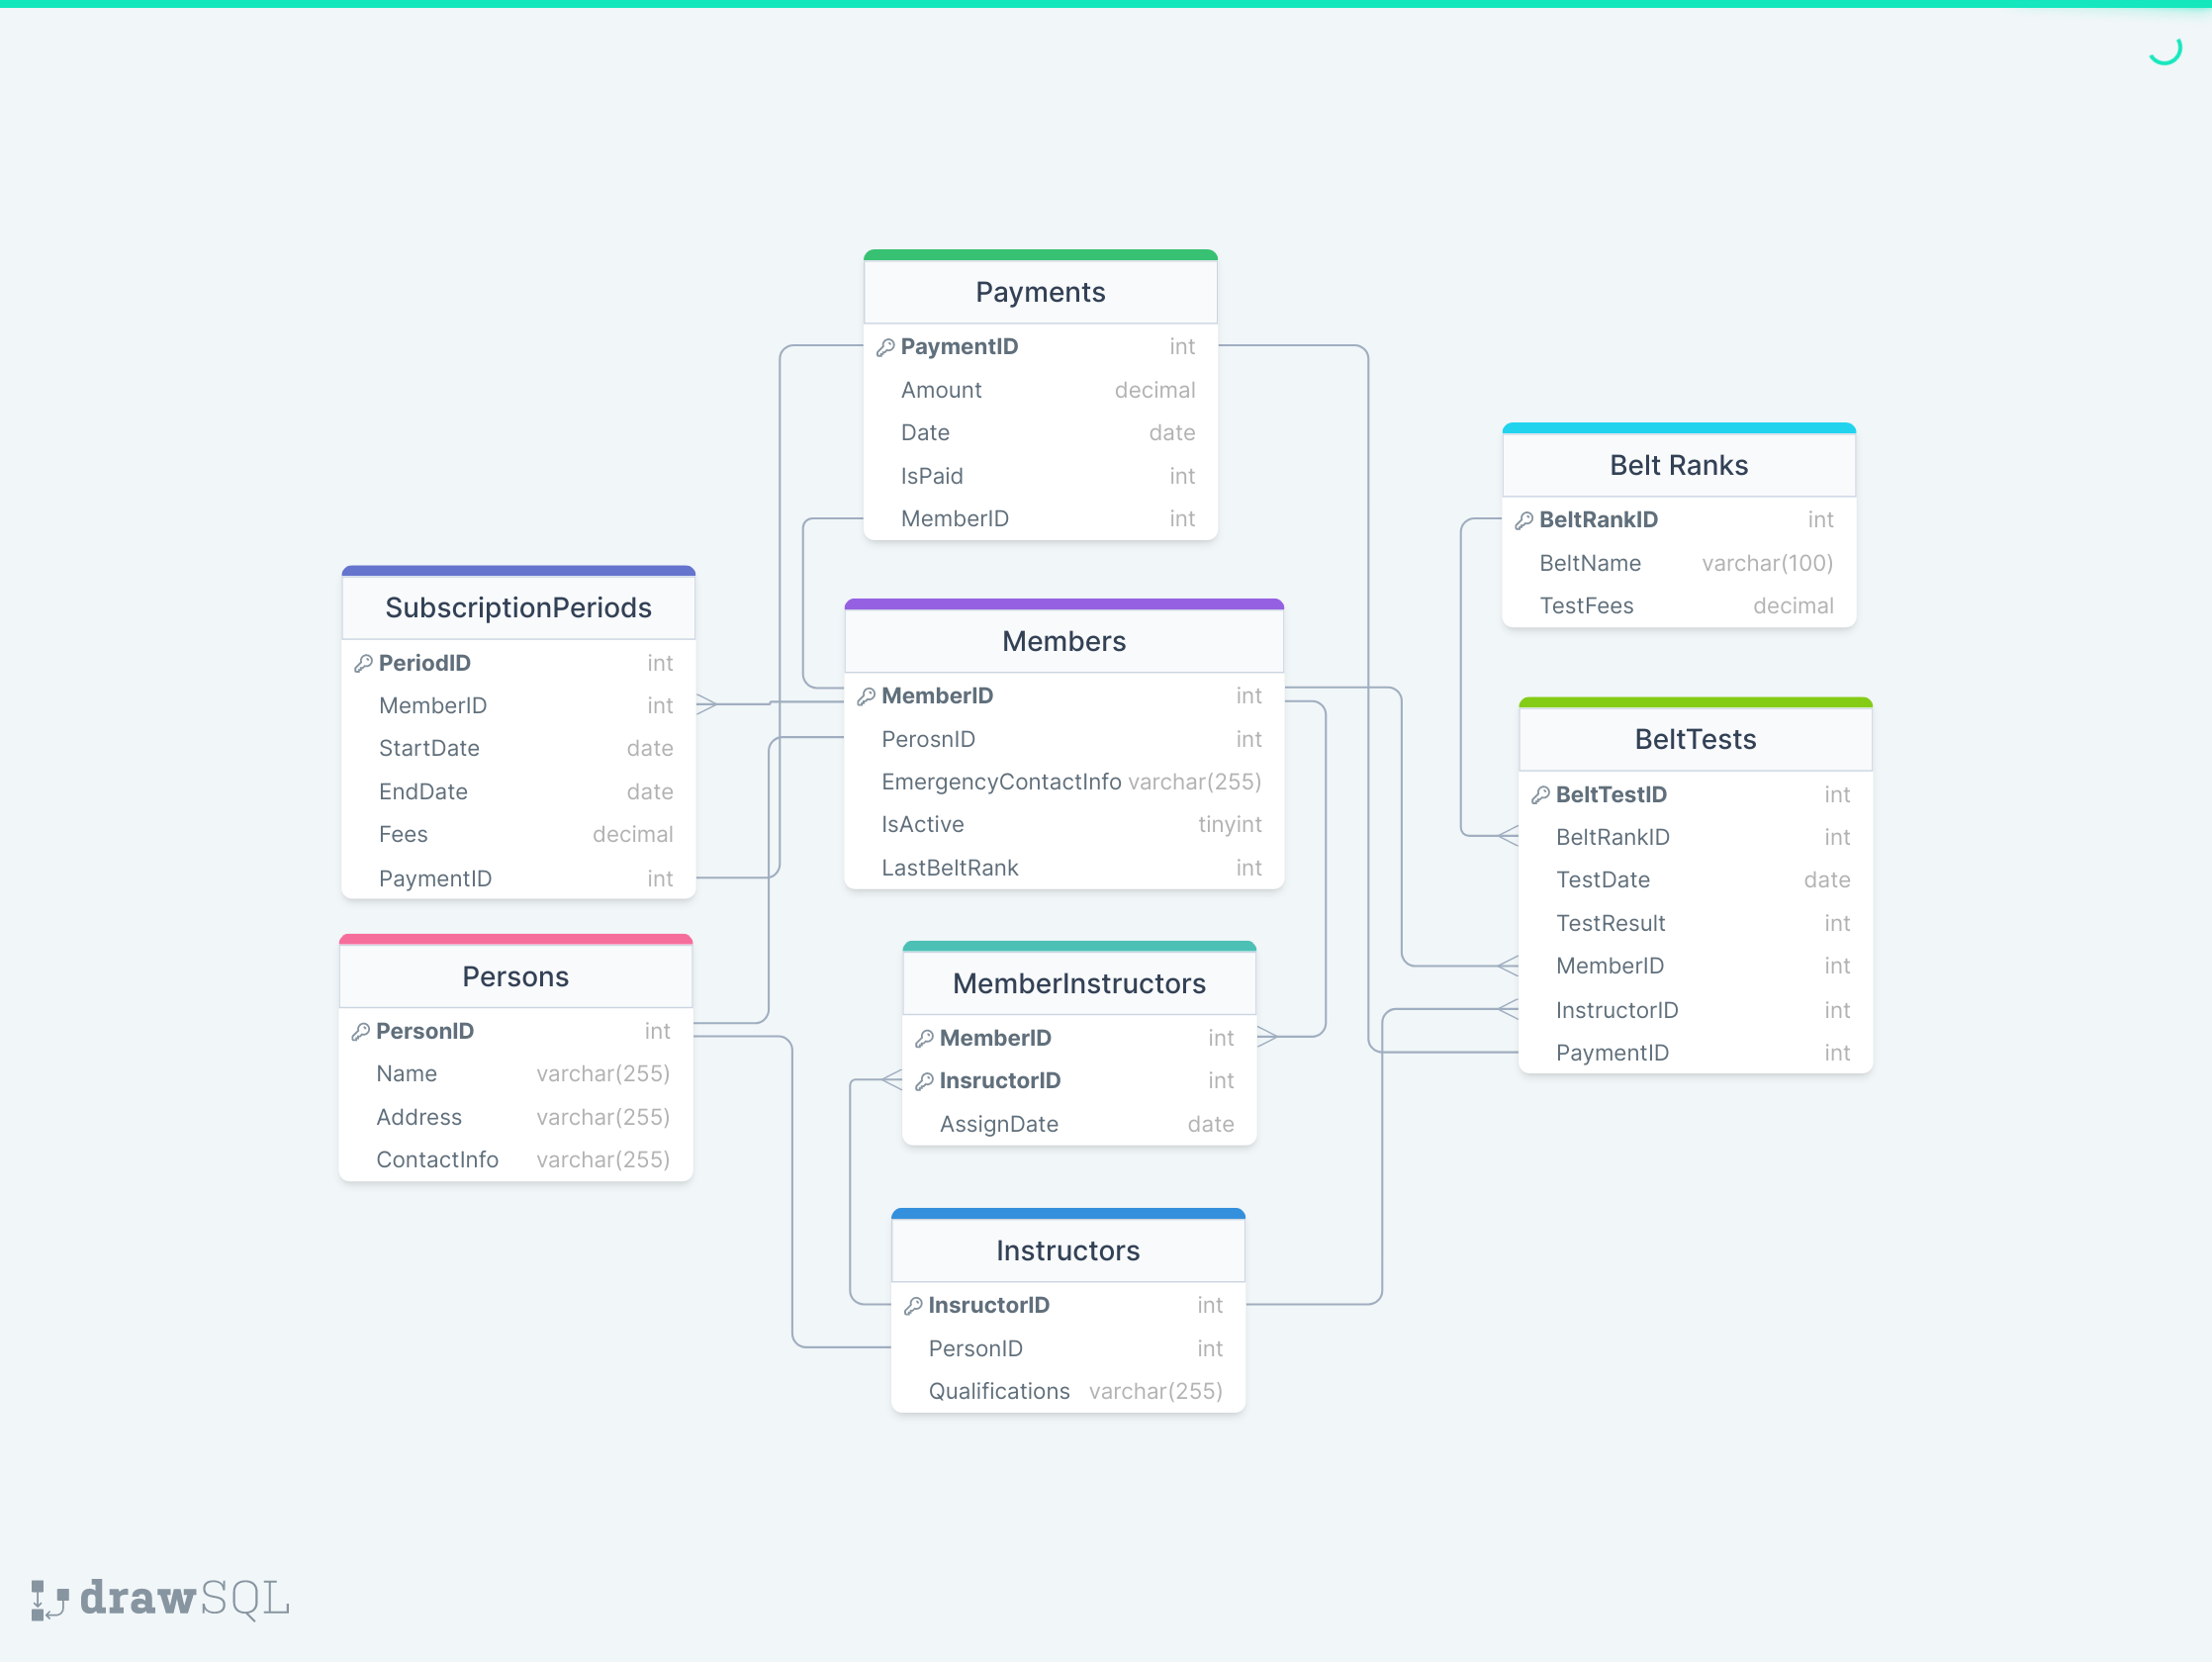 Payments
PaymentID int
Amount decimal
Date date
IsPaid int
MemberID int
Belt Ranks
BeltRankID int
BeltName varchar(100)
TestFees decimal
SubscriptionPeriods
PeriodID int
MemberID int
StartDate date
EndDate date
Fees decimal
PaymentID int
Members
MemberID int
PerosnID int
EmergencyContactInfo varchar(255)
IsActive tinyint
LastBeltRank int
BeltTests
BeltTestID int
BeltRankID int
TestDate date
TestResult int
MemberID int
InstructorID int
PaymentID int
Persons
PersonID int
Name varchar(255)
Address varchar(255)
ContactInfo varchar(255)
MemberInstructors
MemberID int
InsructorID int
AssignDate date
Instructors
InsructorID int
PersonID int
Qualifications varchar(255)
drawSQL